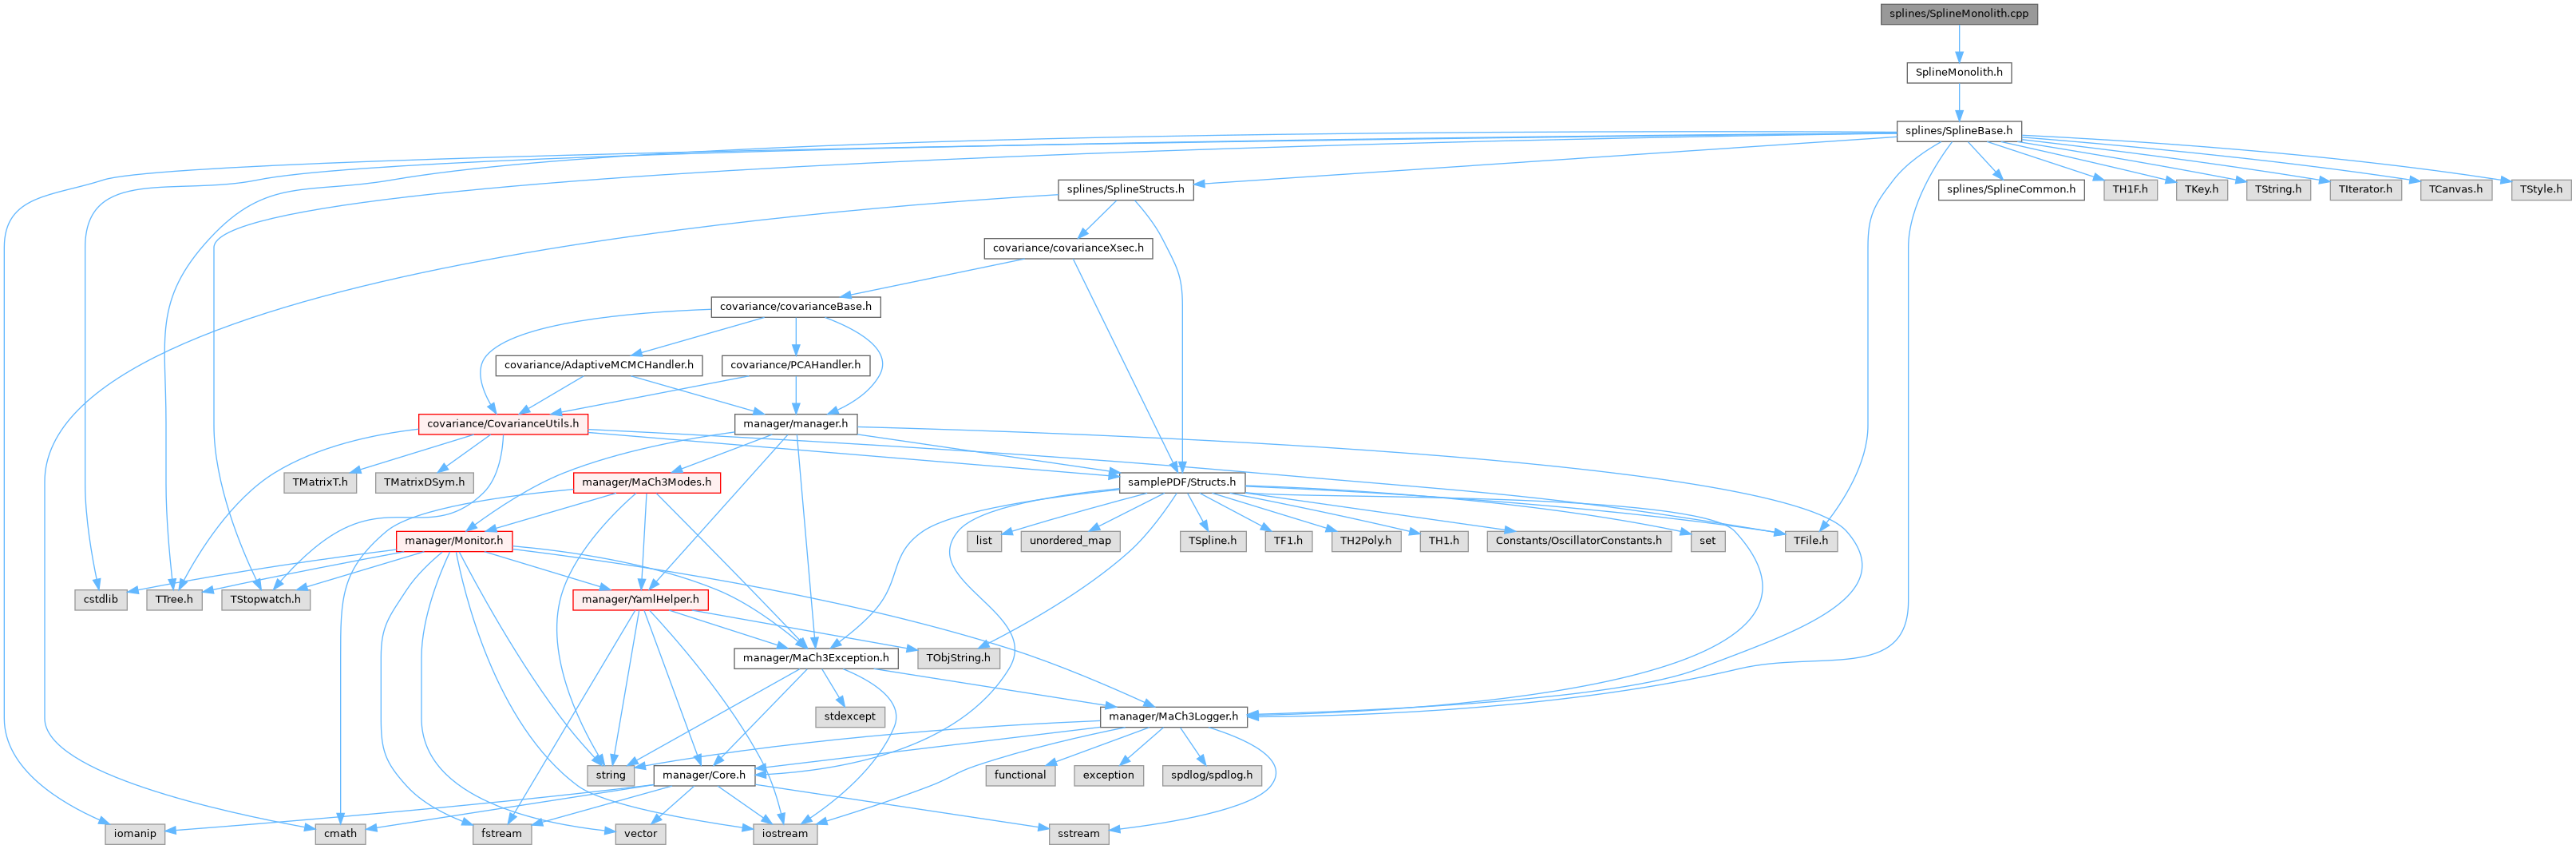 splines/SplineMonolith.cpp
SplineMonolith.h
splines/SplineBase.h
splines/SplineStructs.h
splines/SplineCommon.h
TH1F.h
TKey.h
TString.h
TIterator.h
TCanvas.h
TStyle.h
covariance/covarianceXsec.h
covariance/covarianceBase.h
covariance/AdaptiveMCMCHandler.h
covariance/PCAHandler.h
covariance/CovarianceUtils.h
manager/manager.h
TMatrixT.h
TMatrixDSym.h
manager/MaCh3Modes.h
samplePDF/Structs.h
manager/Monitor.h
list
unordered_map
TSpline.h
TF1.h
TH2Poly.h
TH1.h
Constants/OscillatorConstants.h
set
TFile.h
cstdlib
TTree.h
TStopwatch.h
manager/YamlHelper.h
manager/MaCh3Exception.h
TObjString.h
stdexcept
manager/MaCh3Logger.h
string
manager/Core.h
functional
exception
spdlog/spdlog.h
iomanip
cmath
fstream
vector
iostream
sstream